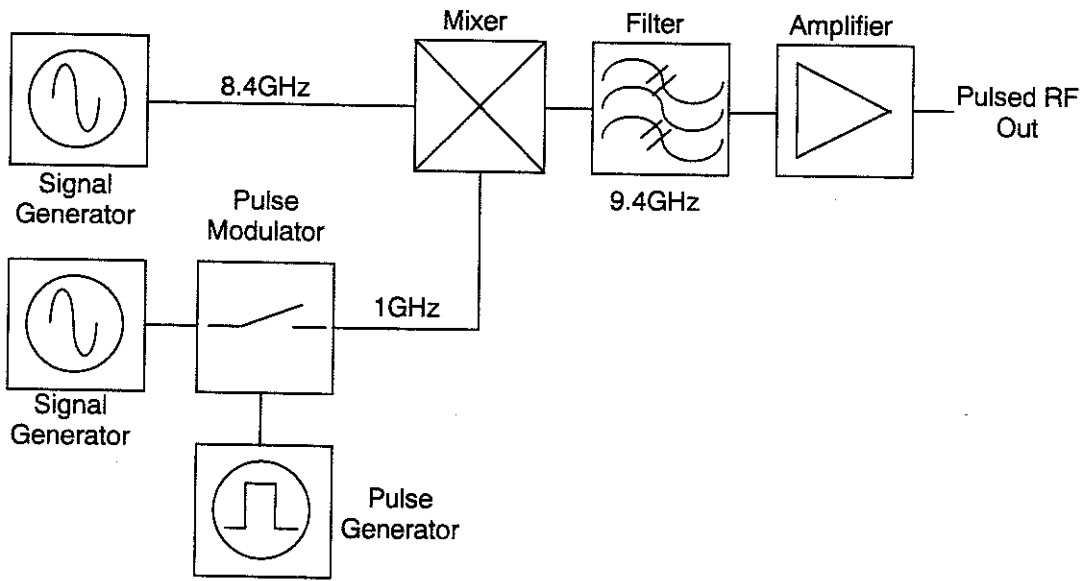 Mixer
Filter
Amplifier
8.4GHz
Pulsed RF
Out
Signal
Generator
9.4GHz
Pulse
Modulator
1GHz
Signal
Generator
Pulse
Generator